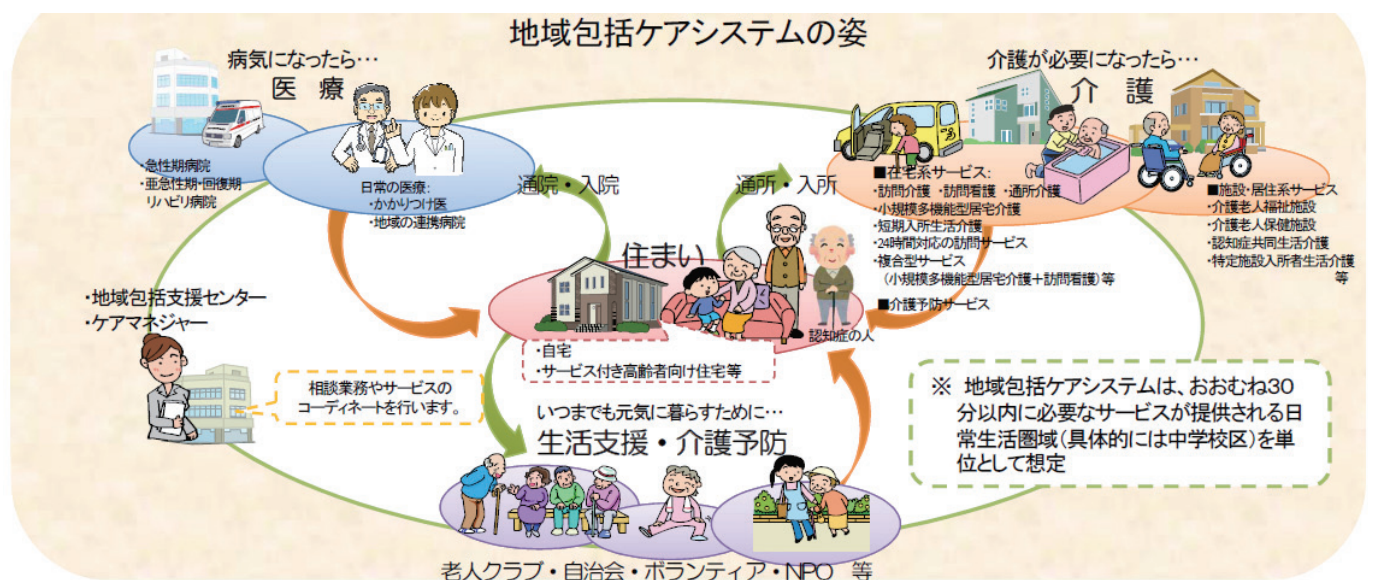 地域包括ケアシステムの姿
病気になったら…
医 療
・急性期病院
・亜急性期・回復期
リハビリ病院
日常の医療:
・かかりつけ医
・地域の連携病院
通院・入院
通所・入所
介護が必要になったら…
介 護
■在宅系サービス:
・訪問介護 ・訪問看護 ・通所介護
・小規模多機能型居宅介護
・短期入所生活介護
・24時間対応の訪問サービス
・複合型サービス
(小規模多機能型居宅介護+訪問看護)等
■介護予防サービス
■施設・居住系サービス
・介護老人福祉施設
・介護老人保健施設
・認知症共同生活介護
・特定施設入所者生活介護
等
住まい
認知症の人
・自宅
・サービス付き高齢者向け住宅等
・地域包括支援センター
・ケアマネジャー
相談業務やサービスの
コーディネートを行います。
いつまでも元気に暮らすために…
生活支援・介護予防
老人クラブ・自治会・ボランティア・NPO 等
※ 地域包括ケアシステムは、おおむね30
分以内に必要なサービスが提供される日
常生活圏域(具体的には中学校区)を単
位として想定